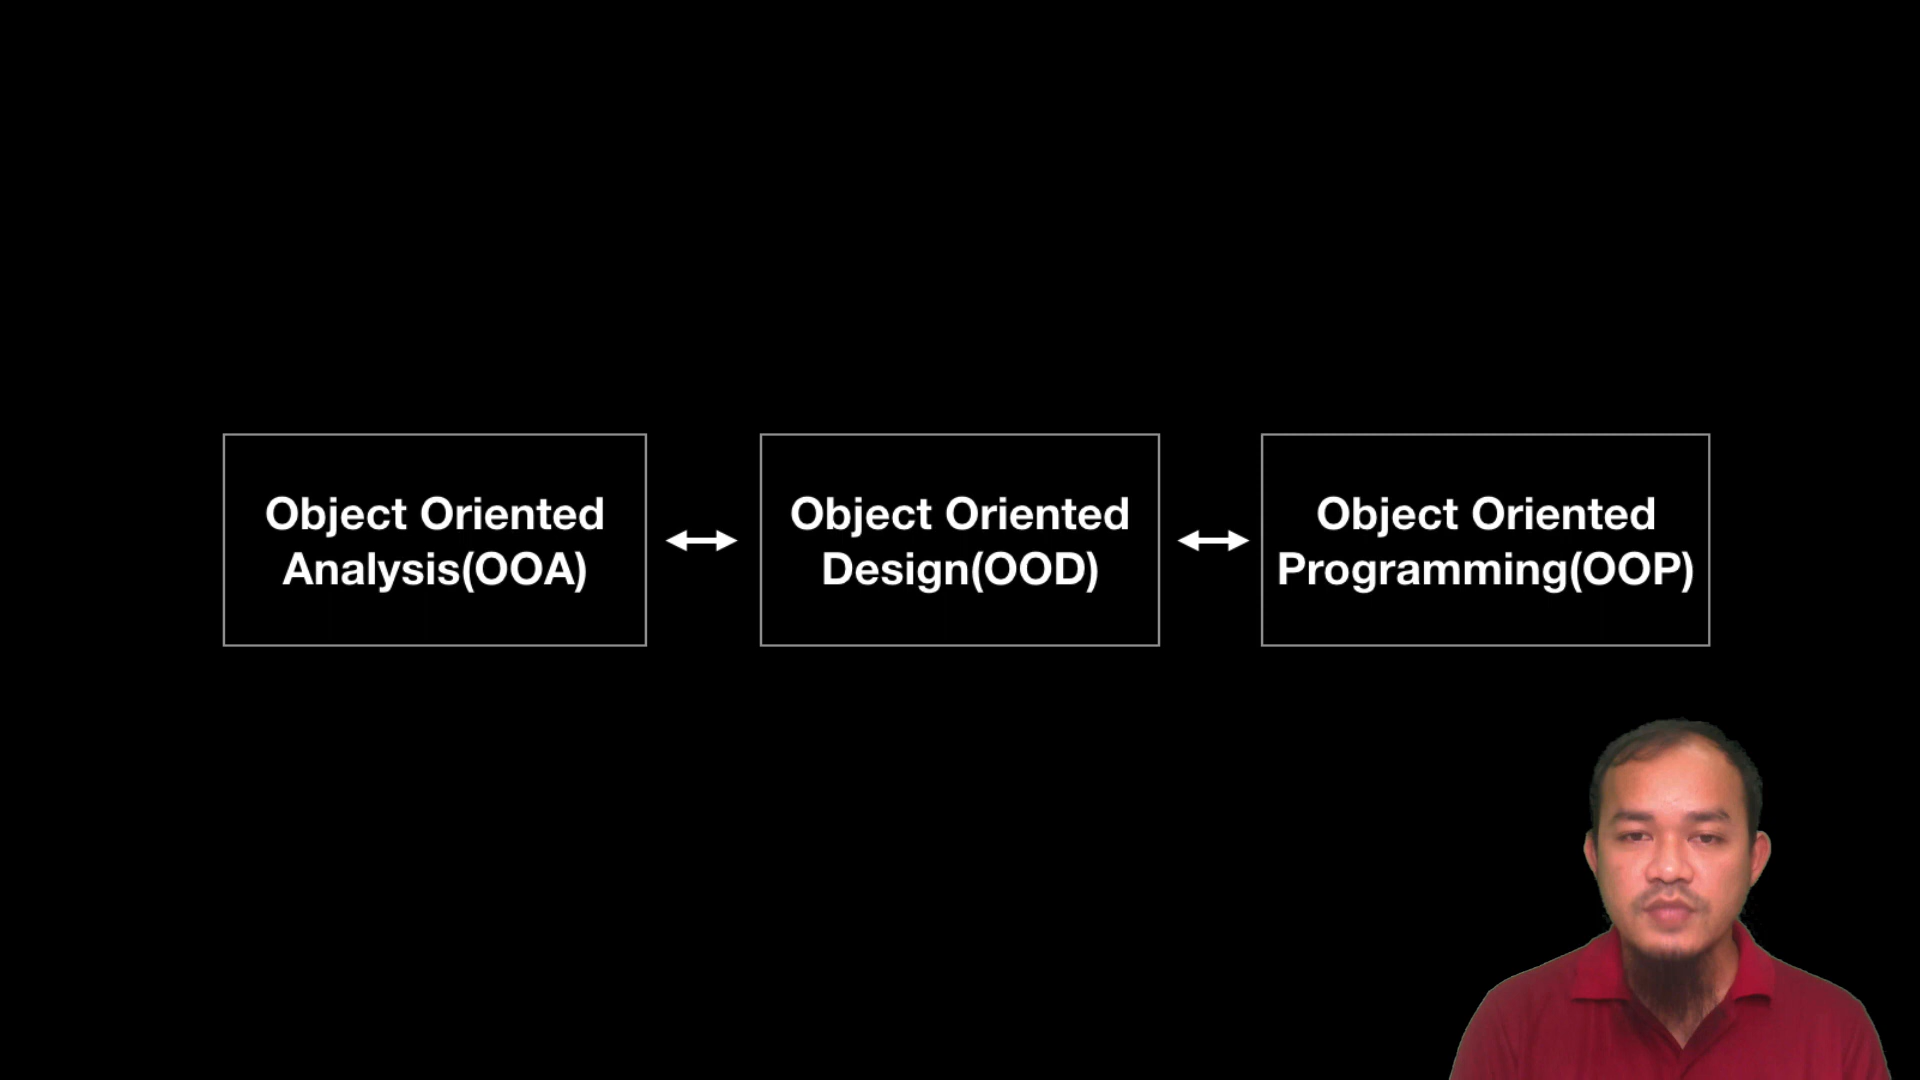 Object Oriented
Analysis(OOA)
Object Oriented
Design(OOD)
Object Oriented
Programming(OOP)